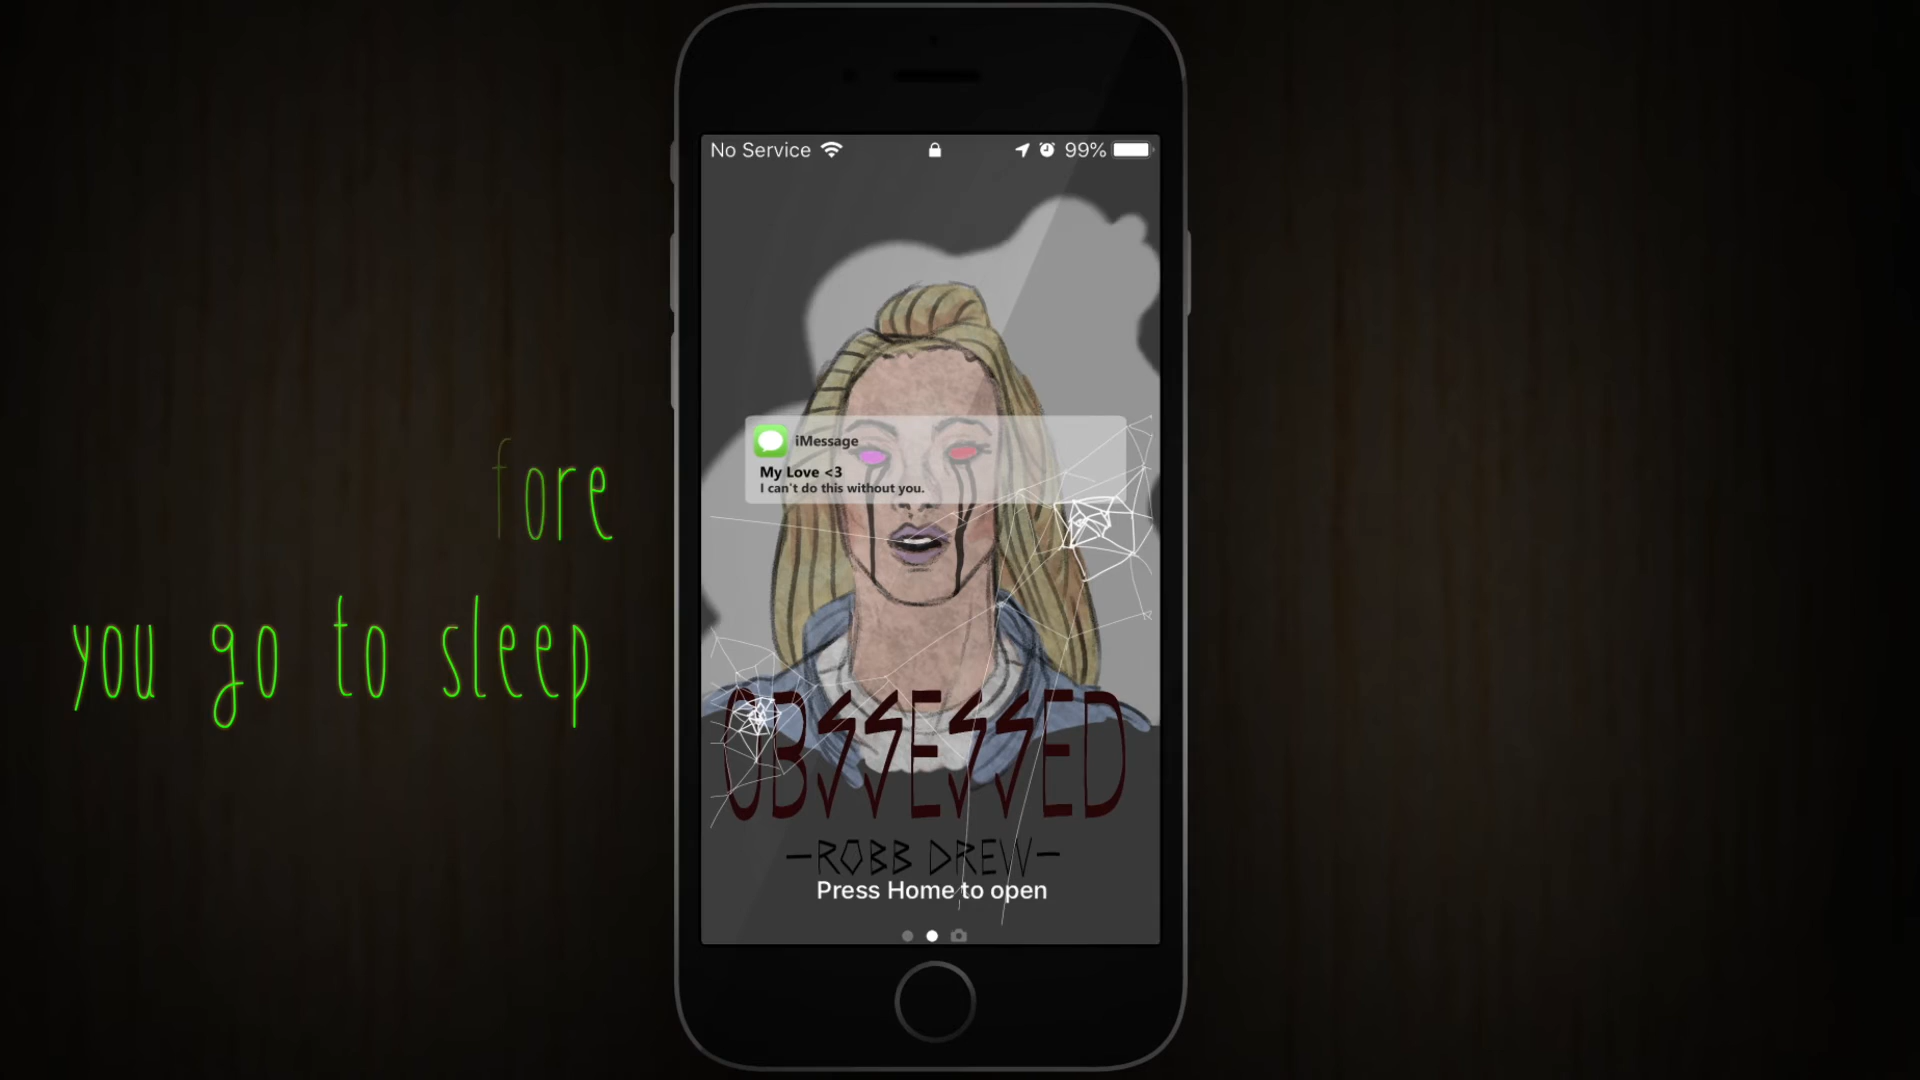 fore
you go to sleep
No Service
99%
iMessage
My Love <3
I can't do this without you.
OBSSESSED
-ROBB DREW-
Press Home to open